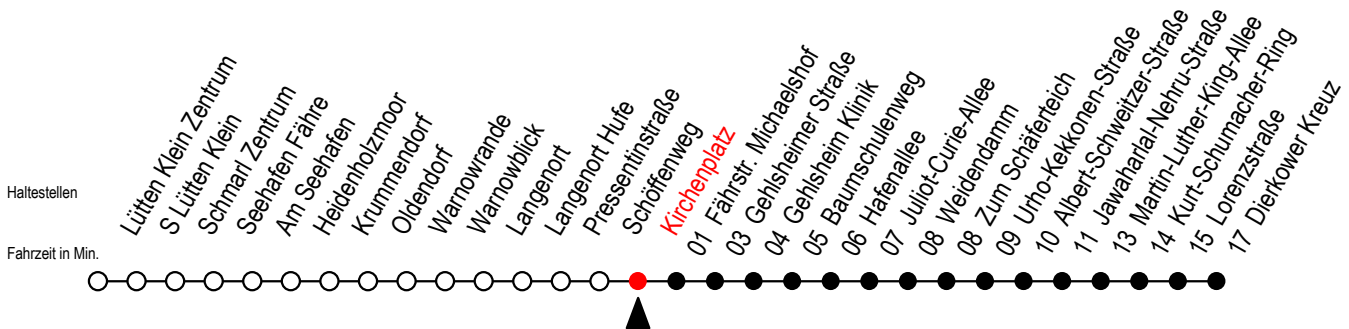 Haltestellen
Fahrzeit in Min.
Lütten Klein Zentrum
S Lütten Klein
Schmarl Zentrum
Seehafen Fähre
Am Seehafen
Heidenholzmoor
Krummendorf
Oldendorf
Warnowrande
Warnowblick
Langenort
Langenort Hufe
Pressentinstraße
Schöffenweg
Kirchenplatz
01 Fährstr. Michaelshof
03 Gehlsheimer Straße
04 Gehlsheim Klinik
05 Baumschulenweg
06 Hafenallee
07 Juliot-Curie-Allee
08 Weidendamm
08 Zum Schäferteich
09 Urho-Kekkonen-Straße
10 Albert-Schweitzer-Straße
11 Jawaharlal-Nehru-Straße
13 Martin-Luther-King-Allee
14 Kurt-Schumacher-Ring
15 Lorenzstraße
17 Dierkower Kreuz